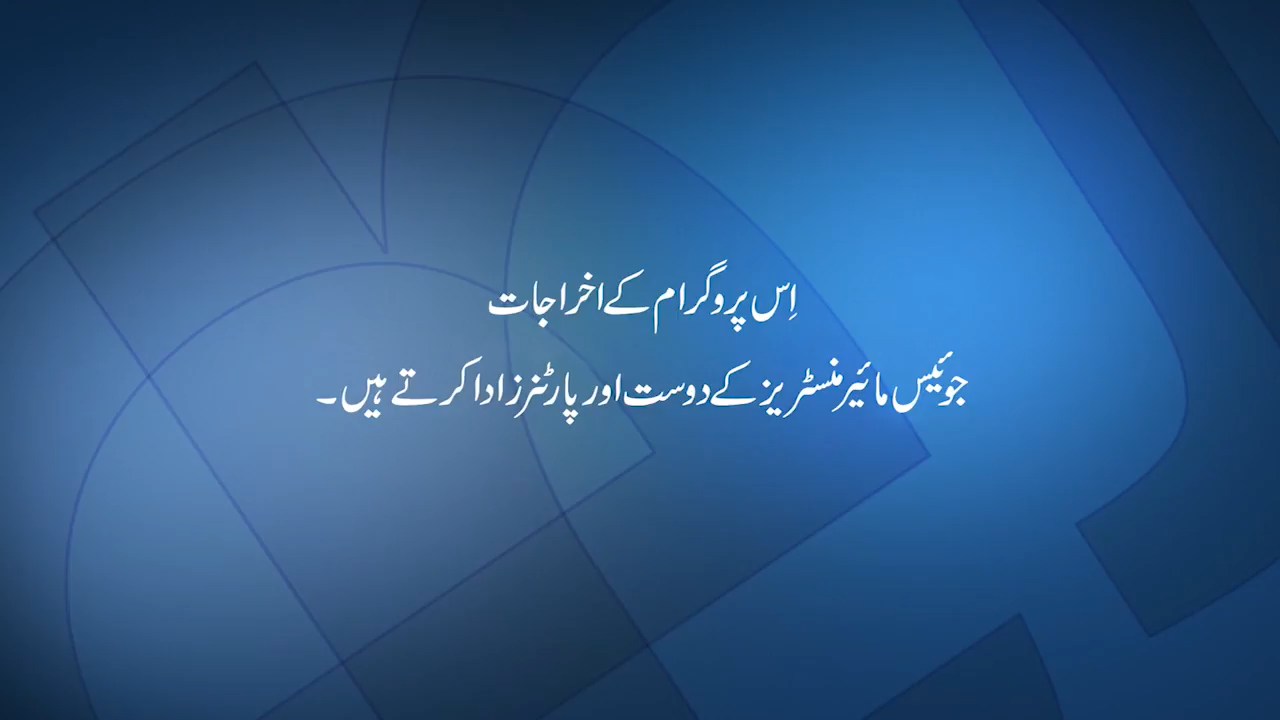 اِس پروگرام کے اخراجات
جوئیس مائیر منسٹریز کے دوست اور پارٹنرز ادا کرتے ہیں۔